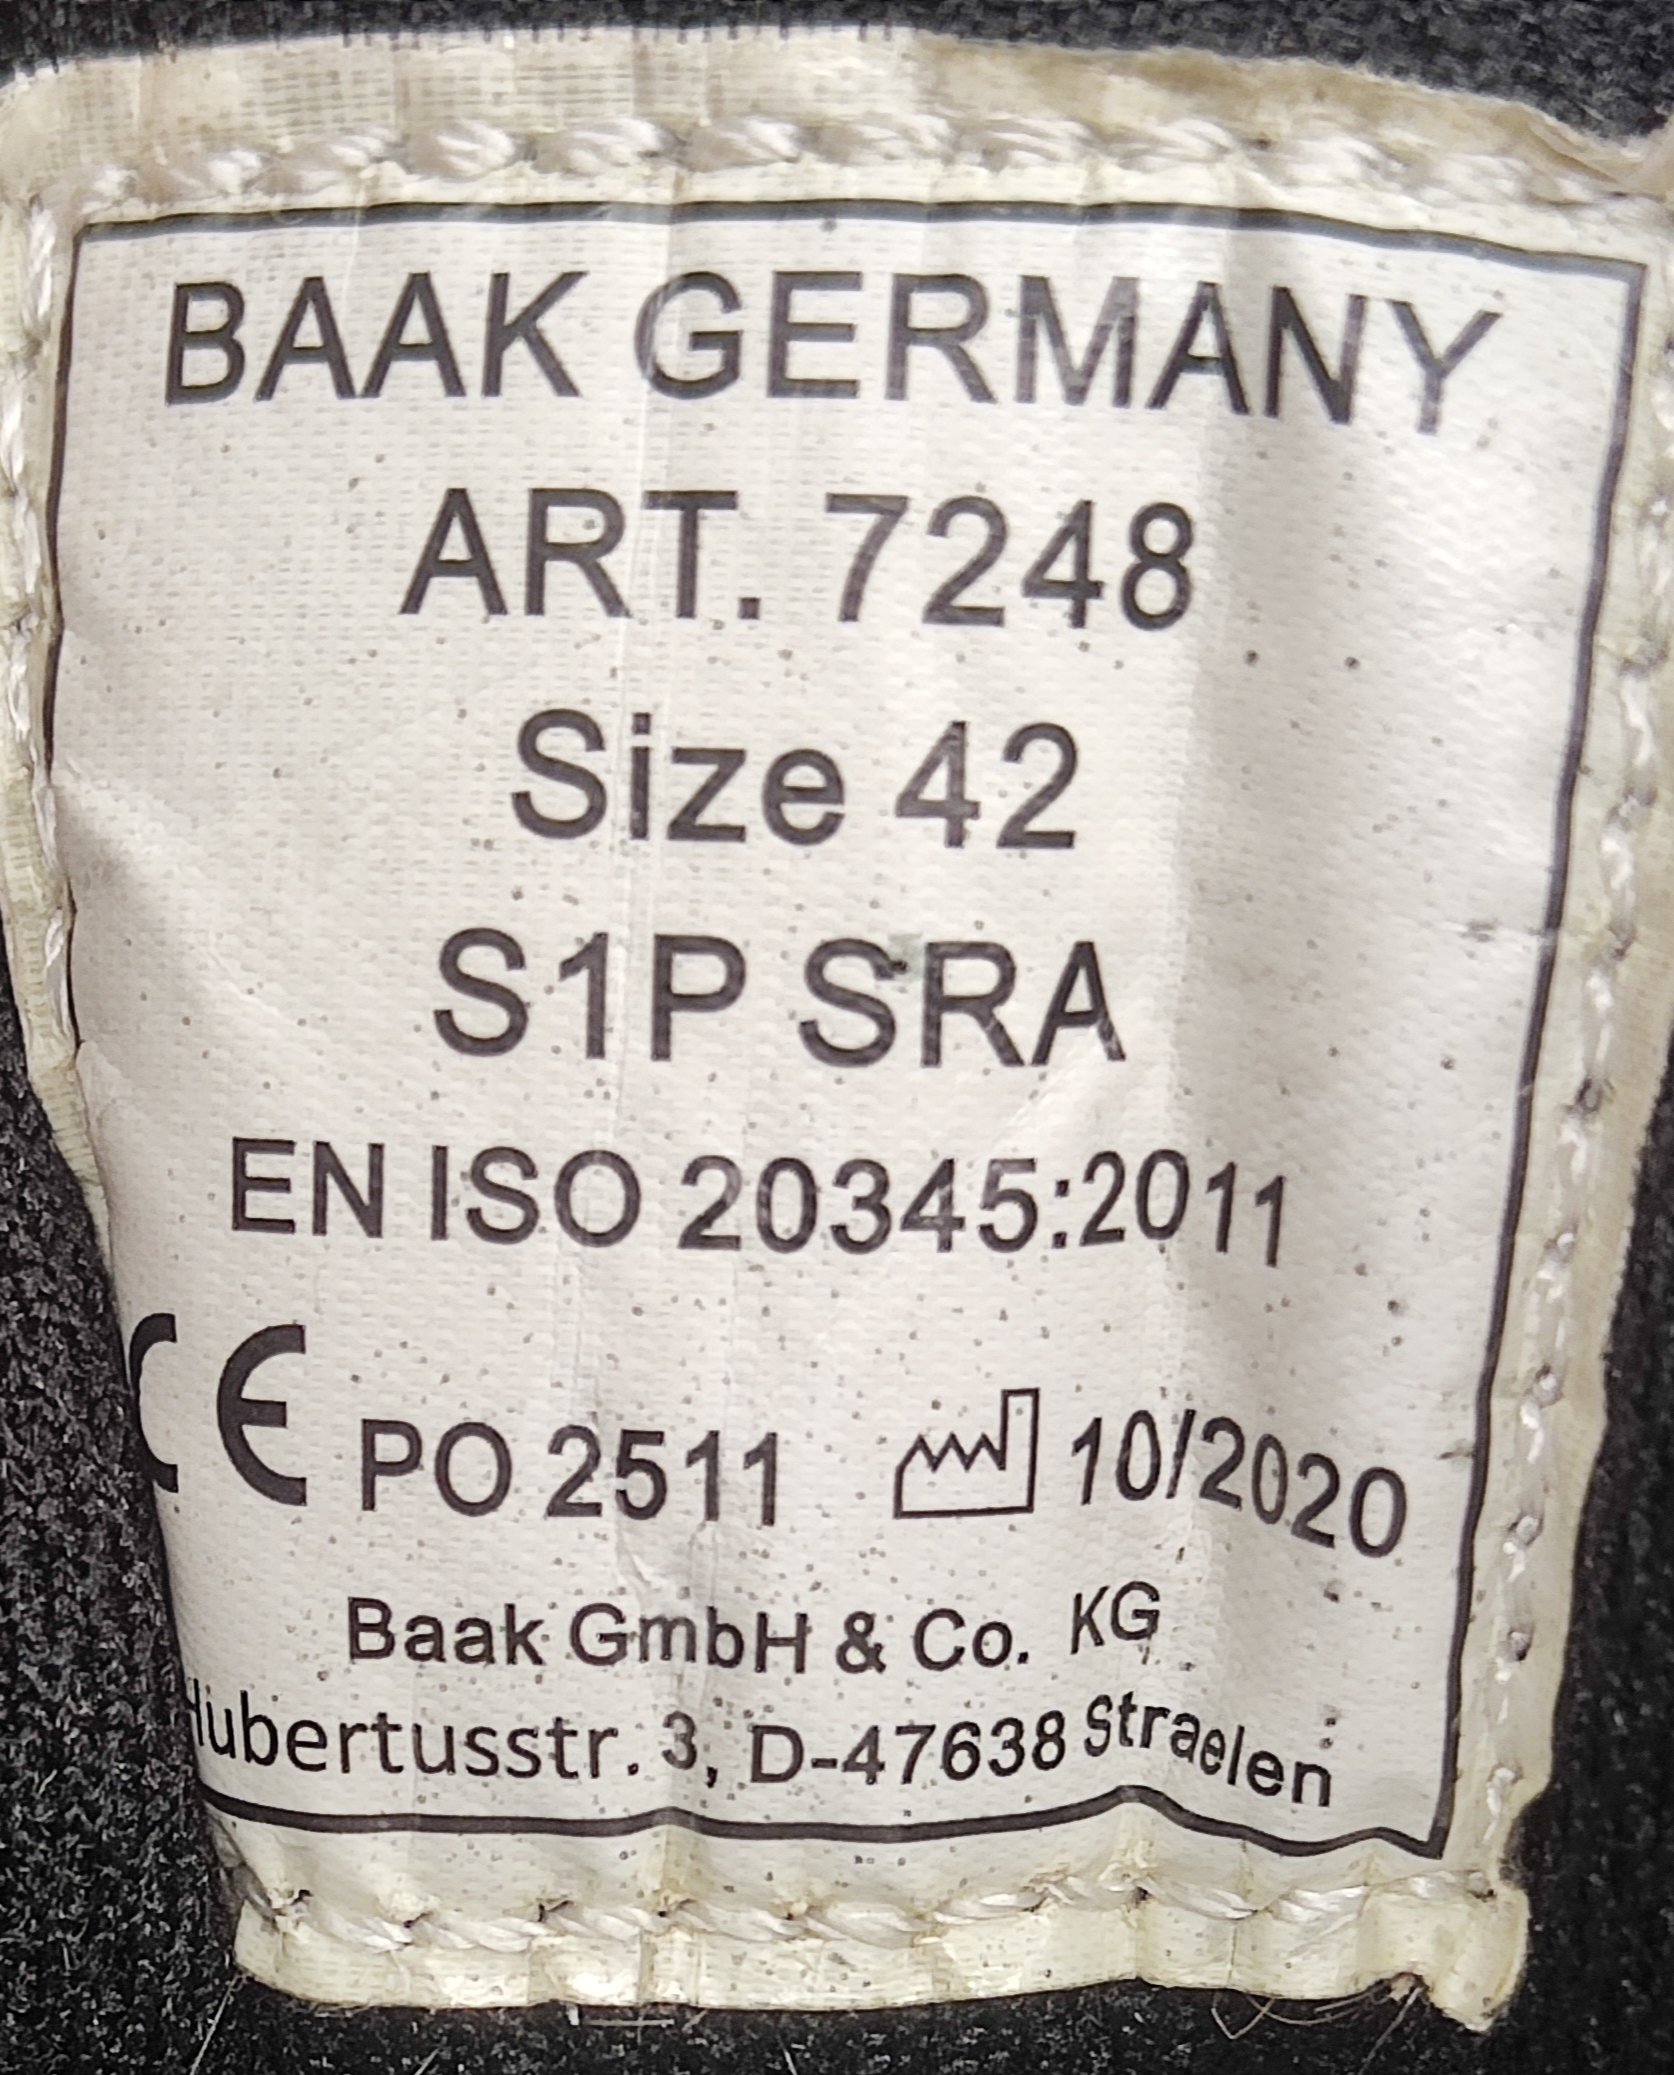 BAAK GERMANY
ART. 7248
Size 42
S1P SRA
EN ISO 20345:2011
CE PO 2511 10/2020
Baak GmbH & Co. KG
Hubertusstr. 3, D-47638 Straelen